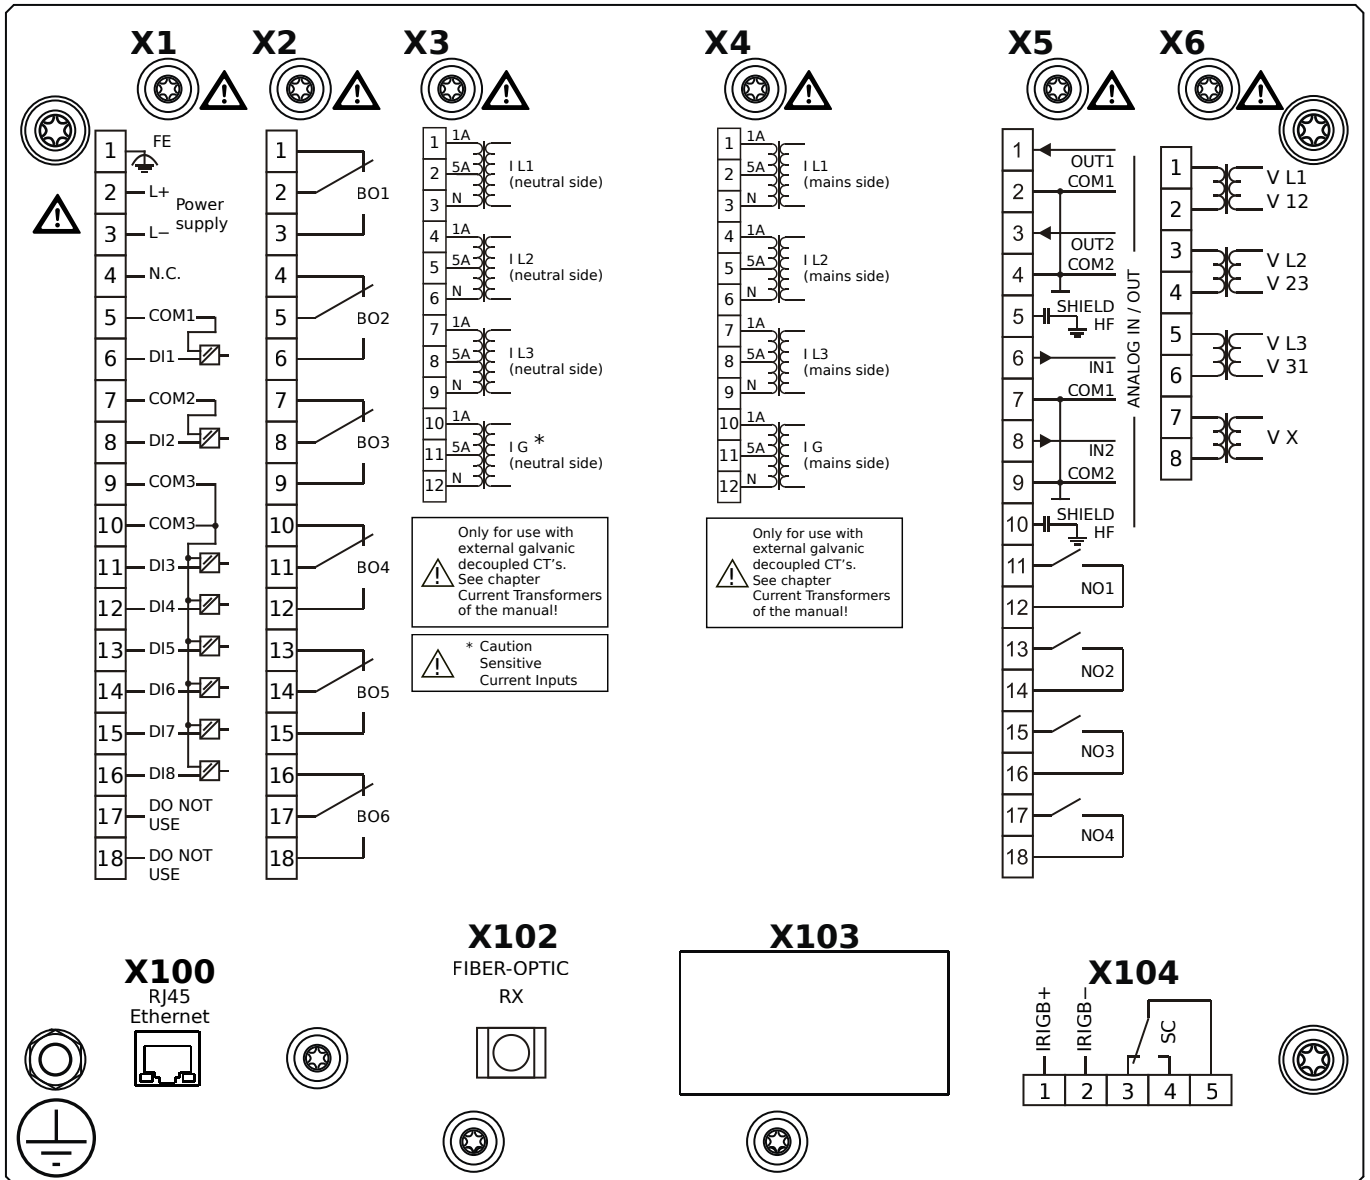 X1 X2 X3 X4 X5 X6
1 FE
2 L+
Power
supply
3 L−
4 N.C.
5 COM1
6 DI1
7 COM2
8 DI2
9 COM3
10 COM3
11 DI3
12 DI4
13 DI5
14 DI6
15 DI7
16 DI8
17 DO NOT
USE
18 DO NOT
USE
1
2 BO1
3
4
5 BO2
6
7
8 BO3
9
10
11 BO4
12
13
14 BO5
15
16
17 BO6
18
1 1A
2 5A I L1
(neutral side)
3 N
4 1A
5 5A I L2
(neutral side)
6 N
7 1A
8 5A I L3
(neutral side)
9 N
10 1A
11 5A I G *
(neutral side)
12 N
Only for use with
external galvanic
decoupled CT's.
See chapter
Current Transformers
of the manual!
* Caution
Sensitive
Current Inputs
1 1A
2 5A I L1
(mains side)
3 N
4 1A
5 5A I L2
(mains side)
6 N
7 1A
8 5A I L3
(mains side)
9 N
10 1A
11 5A I G
(mains side)
12 N
Only for use with
external galvanic
decoupled CT's.
See chapter
Current Transformers
of the manual!
1 OUT1
2 COM1
3 OUT2
4 COM2
5 SHIELD
HF
6 IN1
7 COM1
8 IN2
9 COM2
10 SHIELD
HF
ANALOG IN / OUT
11
NO1
12
13
NO2
14
15
NO3
16
17
NO4
18
1 V L1
2 V 12
3 V L2
4 V 23
5 V L3
6 V 31
7 V X
8
X100
RJ45
Ethernet
X102
FIBER-OPTIC
RX
X103
X104
IRIGB+ IRIGB− SC
1 2 3 4 5